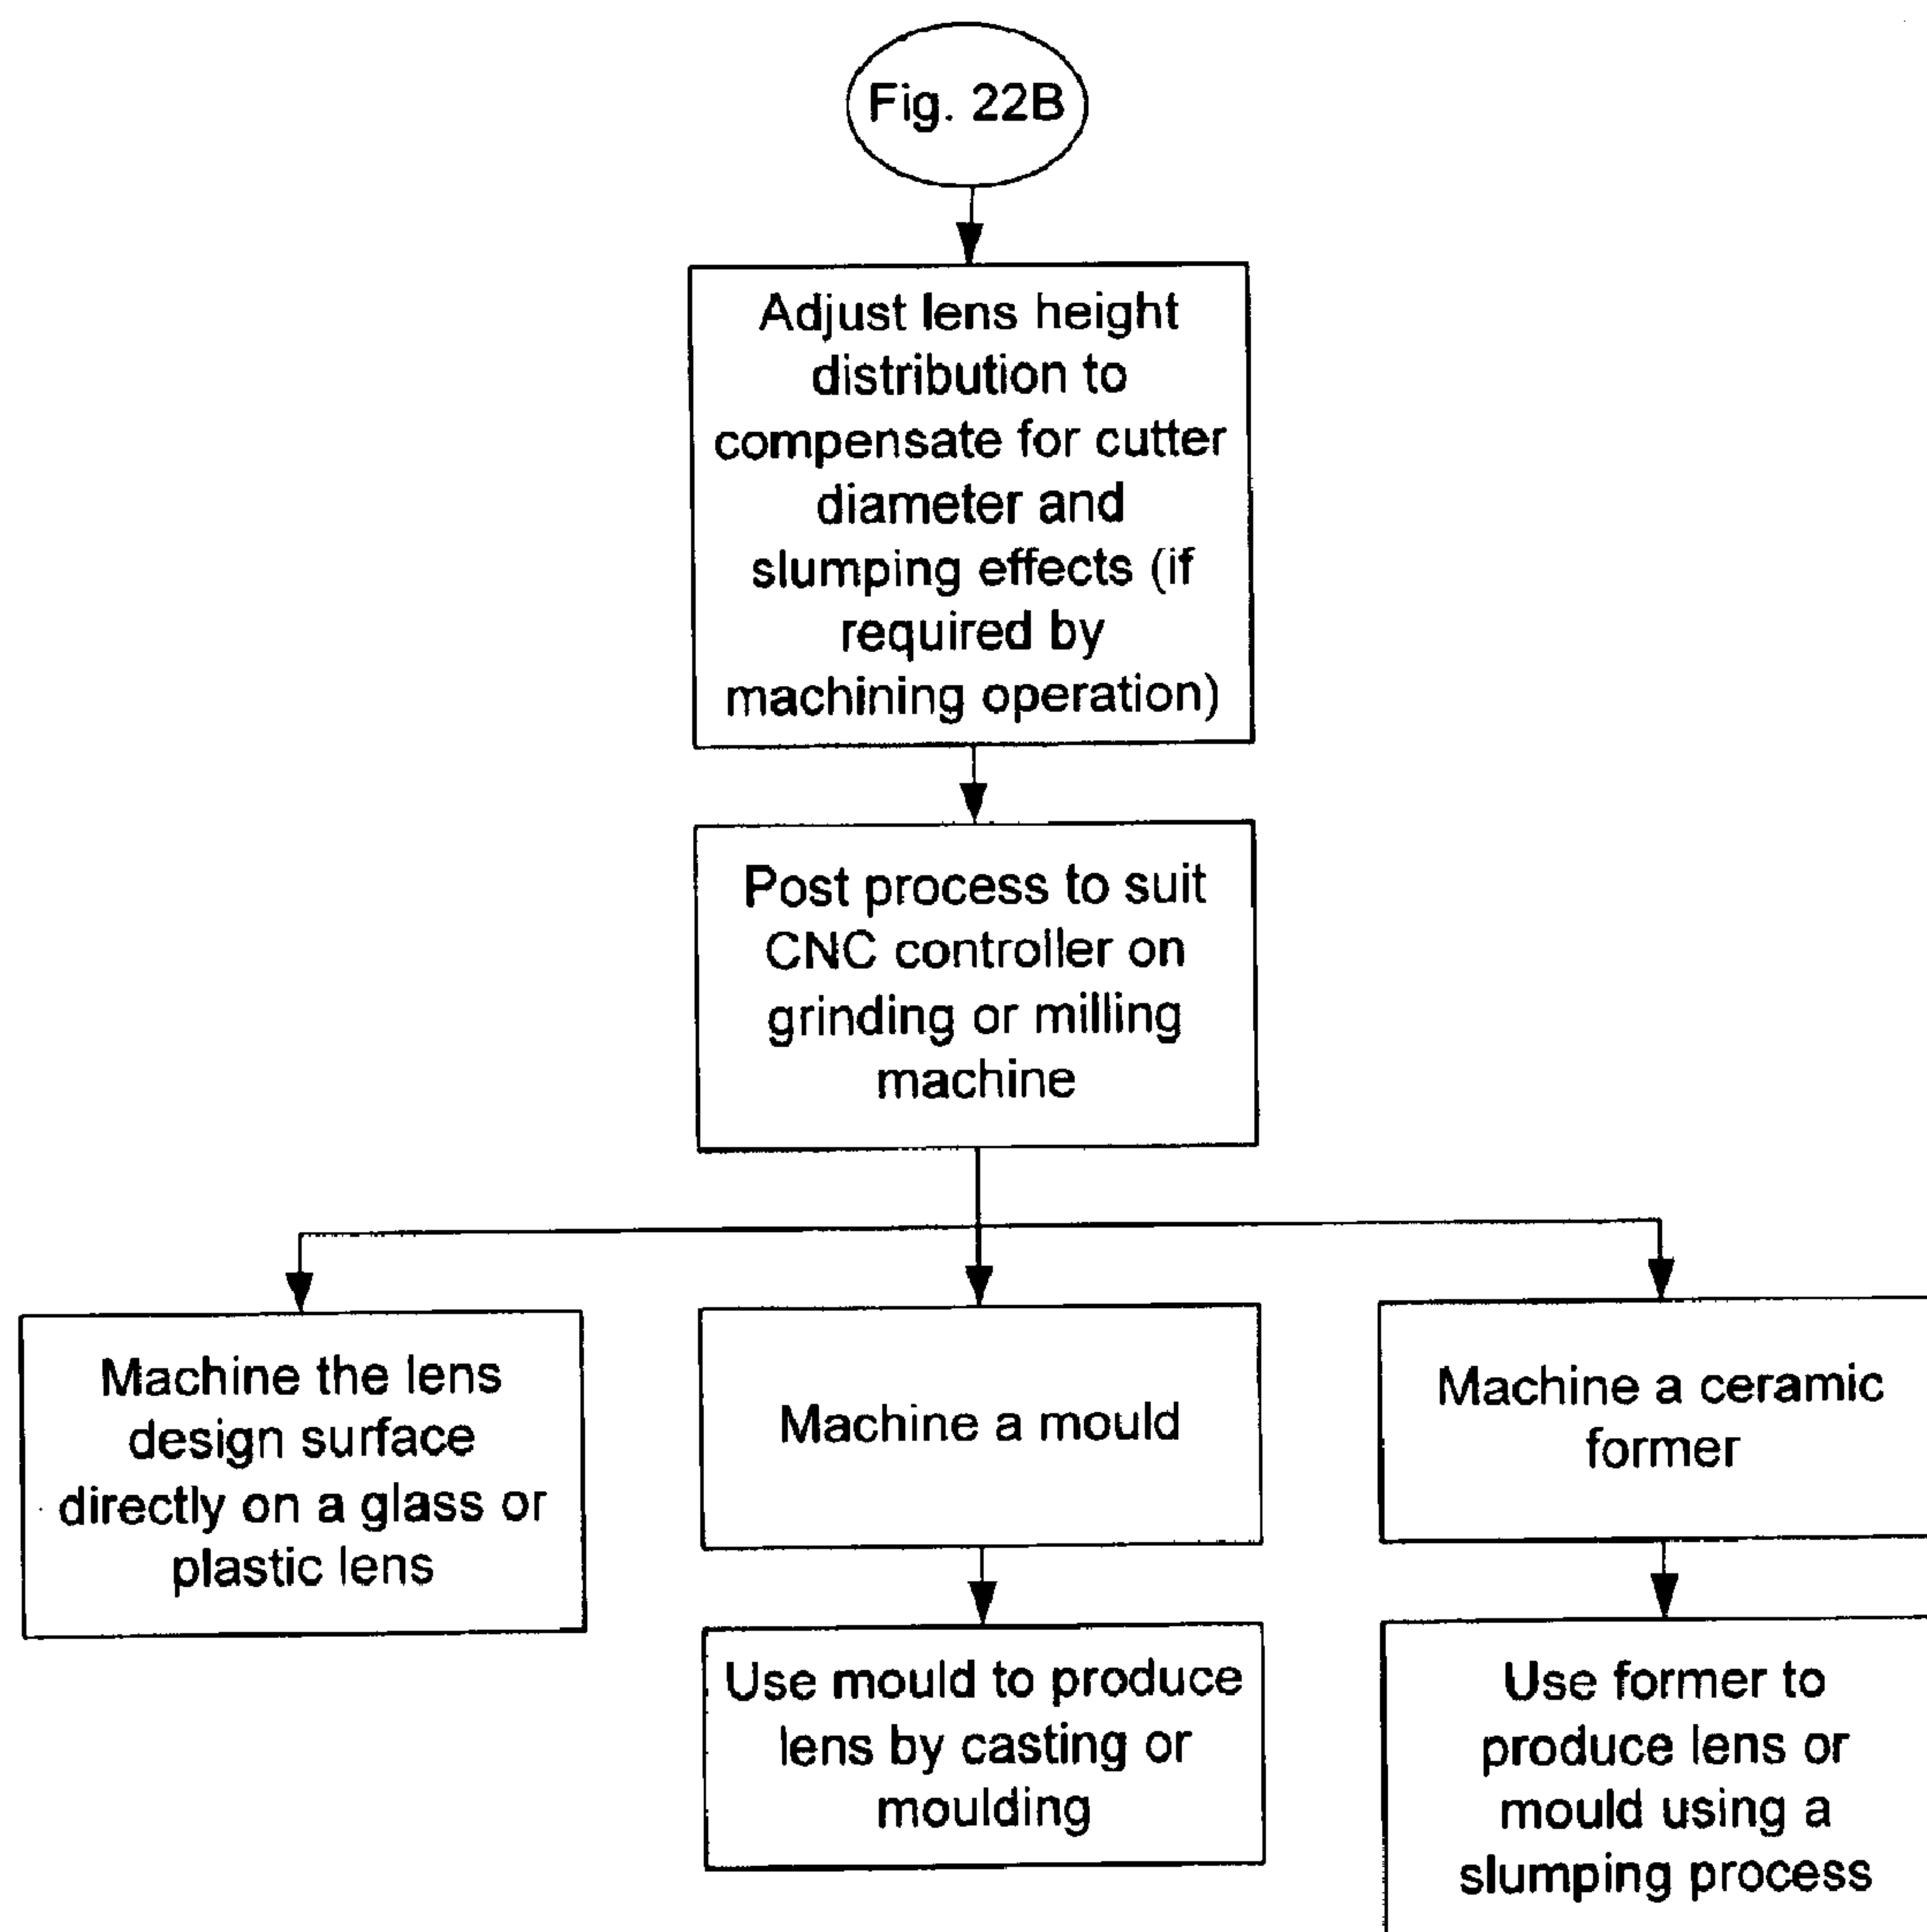 Fig. 22B
Adjust lens height
distribution to
compensate for cutter
diameter and
slumping effects (if
required by
machining operation)
Post process to suit
CNC controller on
grinding or milling
machine
Machine the lens
design surface
directly on a glass or
plastic lens
Machine a mould
Machine a ceramic
former
Use mould to produce
lens by casting or
moulding
Use former to
produce lens or
mould using a
slumping process